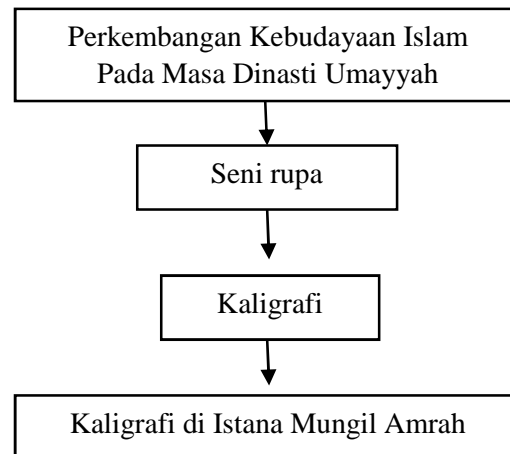 Perkembangan Kebudayaan Islam
Pada Masa Dinasti Umayyah
Seni rupa
Kaligrafi
Kaligrafi di Istana Mungil Amrah